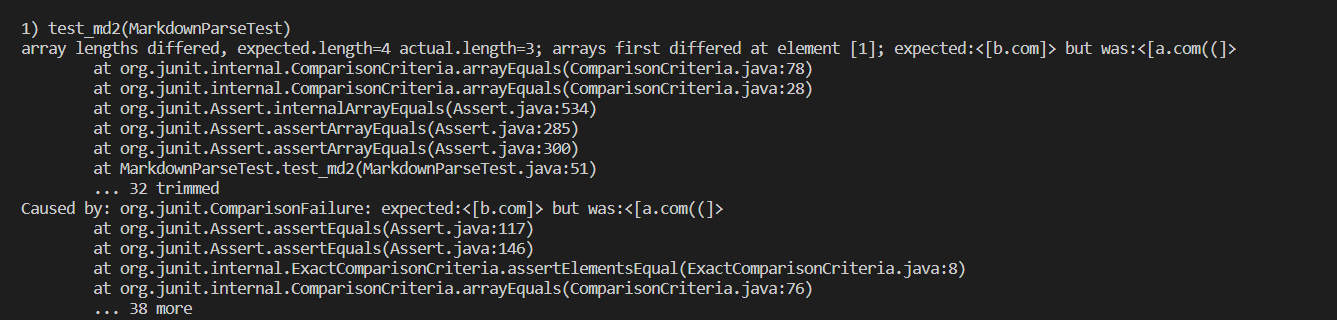 1) test_md2(MarkdownParseTest)
array lengths differed, expected.length=4 actual.length=3; arrays first differed at element [1]; expected:<[b.com]> but was:<[a.com((]>
        at org.junit.internal.ComparisonCriteria.arrayEquals(ComparisonCriteria.java:78)
        at org.junit.internal.ComparisonCriteria.arrayEquals(ComparisonCriteria.java:28)
        at org.junit.Assert.internalArrayEquals(Assert.java:534)
        at org.junit.Assert.assertArrayEquals(Assert.java:285)
        at org.junit.Assert.assertArrayEquals(Assert.java:300)
        at MarkdownParseTest.test_md2(MarkdownParseTest.java:51)
        ... 32 trimmed
Caused by: org.junit.ComparisonFailure: expected:<[b.com]> but was:<[a.com((]>
        at org.junit.Assert.assertEquals(Assert.java:117)
        at org.junit.Assert.assertEquals(Assert.java:146)
        at org.junit.internal.ExactComparisonCriteria.assertElementsEqual(ExactComparisonCriteria.java:8)
        at org.junit.internal.ComparisonCriteria.arrayEquals(ComparisonCriteria.java:76)
        ... 38 more